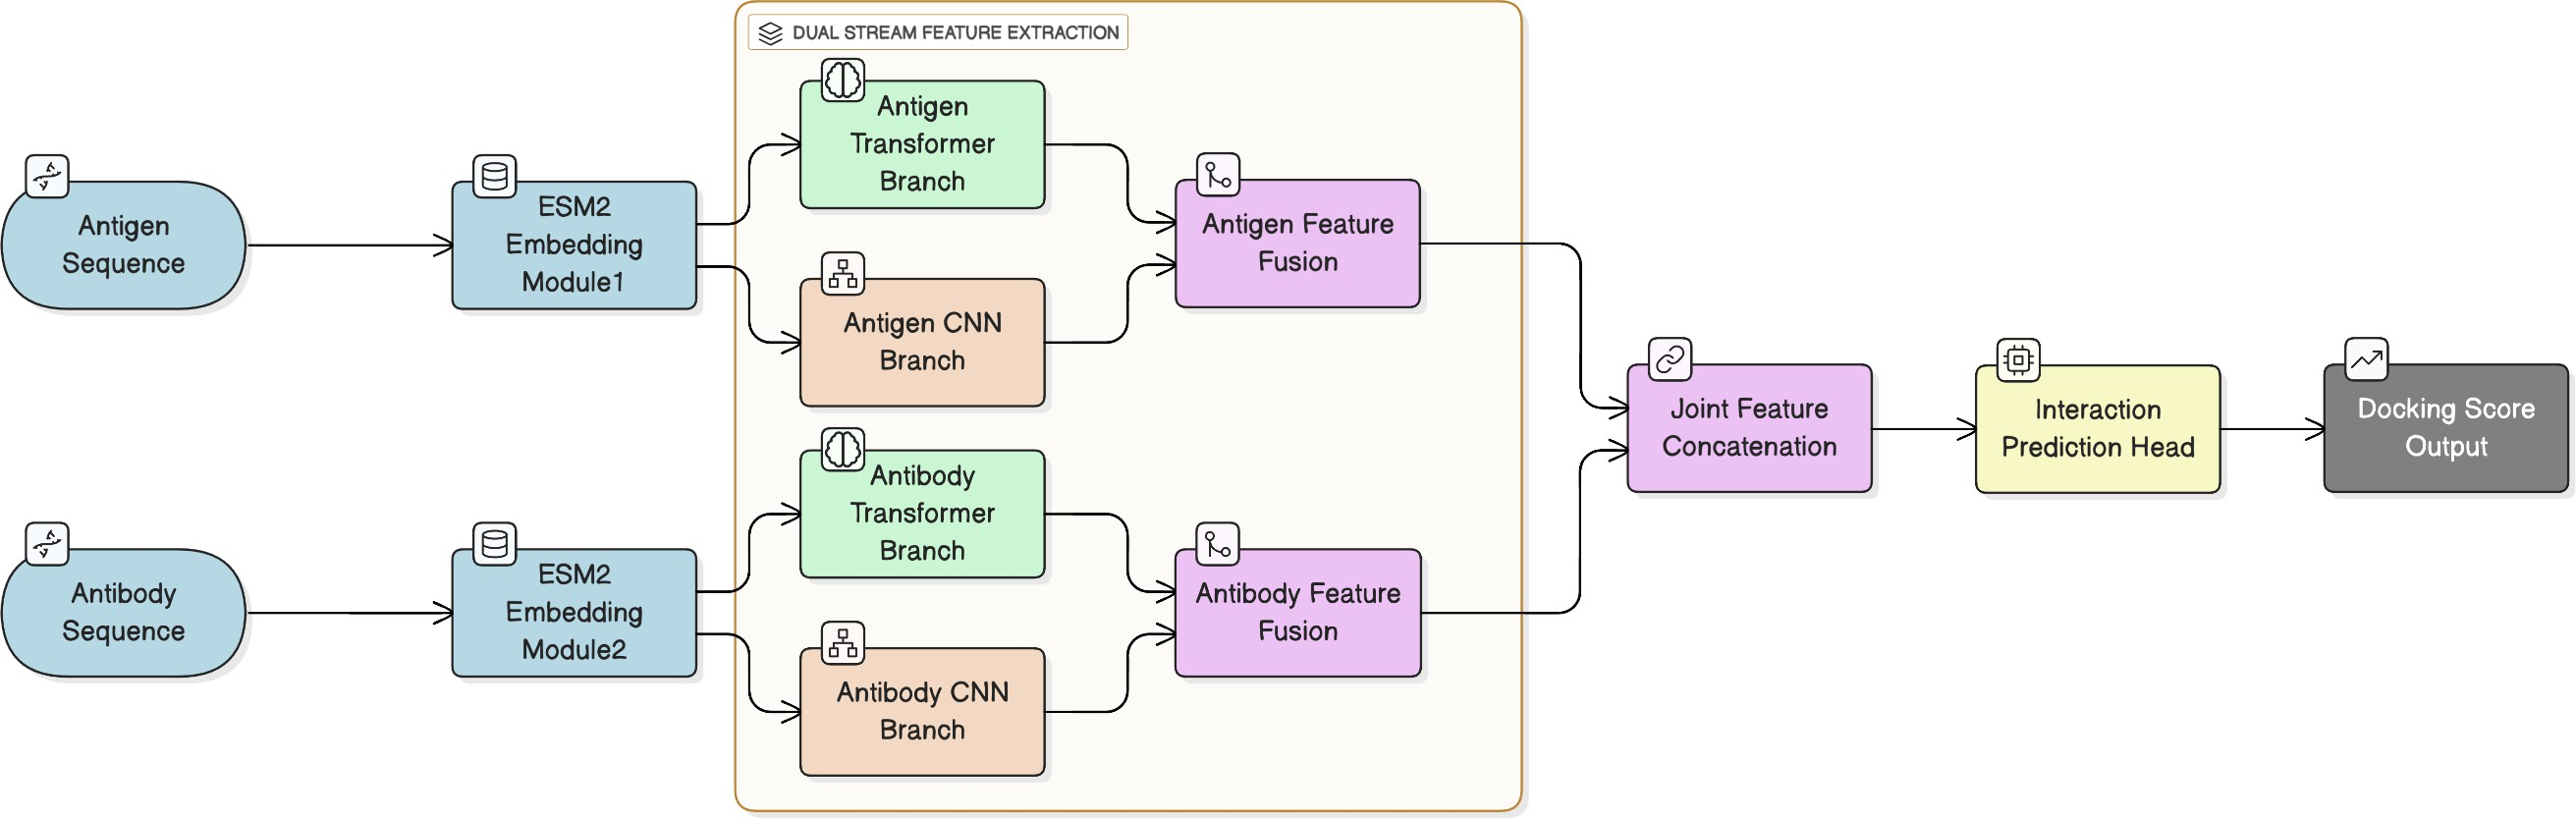 DUAL STREAM FEATURE EXTRACTION
Antigen
Sequence
ESM2
Embedding
Module1
Antigen
Transformer
Branch
Antigen CNN
Branch
Antigen Feature
Fusion
Antibody
Sequence
ESM2
Embedding
Module2
Antibody
Transformer
Branch
Antibody CNN
Branch
Antibody Feature
Fusion
Joint Feature
Concatenation
Interaction
Prediction Head
Docking Score
Output